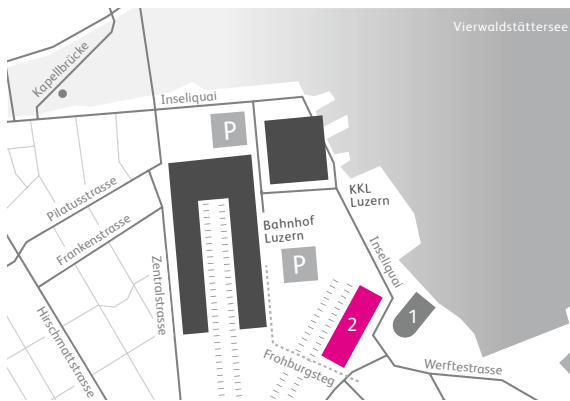 Vierwaldstättersee
Kapellbrücke
Inseliquai
P
Pilatusstrasse
Frankenstrasse
KKL
Luzern
Bahnhof
Luzern
P
Inseliquai
Zentralstrasse
Hirschmattstrasse
1
2
Frohburgsteg
Werftestrasse